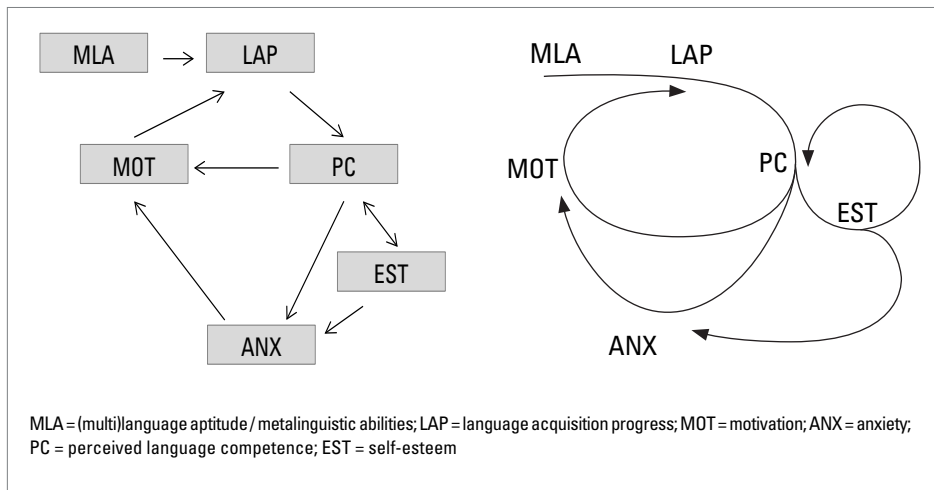 MLA
LAP
MOT
PC
EST
ANX
MLA
LAP
MOT
PC
EST
ANX
MLA = (multi)language aptitude / metalinguistic abilities; LAP = language acquisition progress; MOT = motivation; ANX = anxiety;
PC = perceived language competence; EST = self-esteem